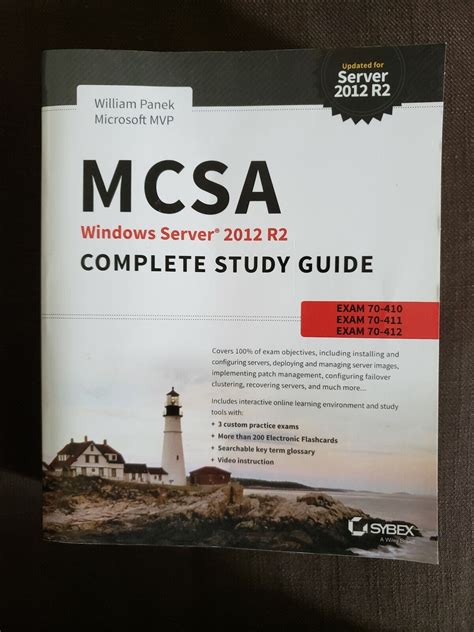 Updated for
Server
2012 R2
William Panek
Microsoft MVP
MCSA
Windows Server® 2012 R2
COMPLETE STUDY GUIDE
EXAM 70-410
EXAM 70-411
EXAM 70-412
Covers 100% of exam objectives, including installing and
configuring servers, deploying and managing server images,
implementing patch management, configuring failover
clustering, recovering servers, and much more...
Includes interactive online learning environment and study
tools with:
+ 3 custom practice exams
+ More than 200 Electronic Flashcards
+ Searchable key term glossary
+ Video instruction
SYBEX
A Wiley Brand